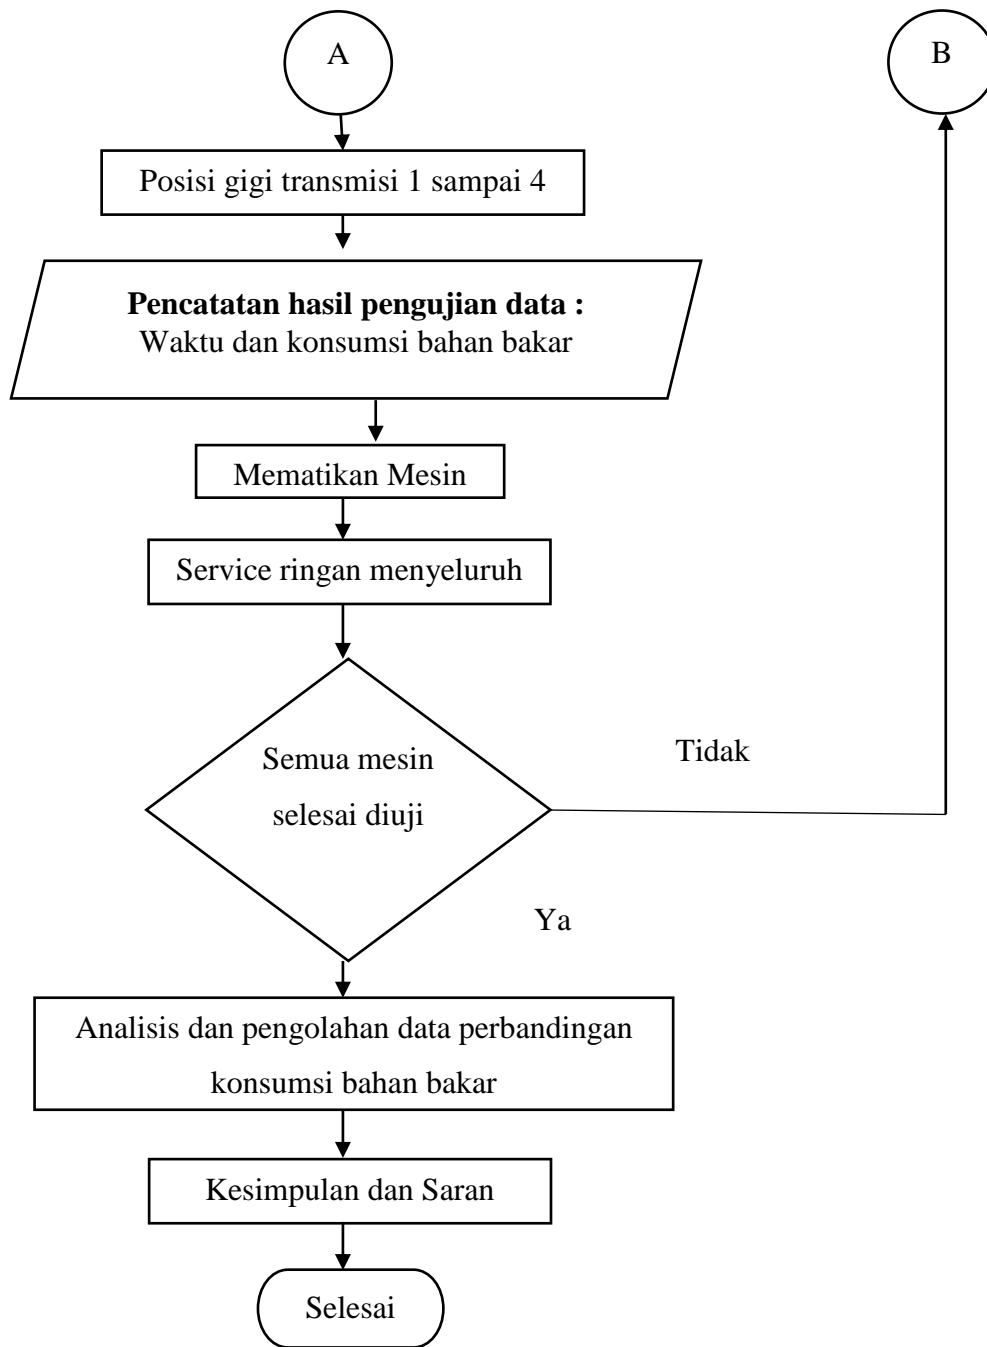 A
B
Posisi gigi transmisi 1 sampai 4
Pencatatan hasil pengujian data :
Waktu dan konsumsi bahan bakar
Mematikan Mesin
Service ringan menyeluruh
Semua mesin
selesai diuji
Tidak
Ya
Analisis dan pengolahan data perbandingan
konsumsi bahan bakar
Kesimpulan dan Saran
Selesai